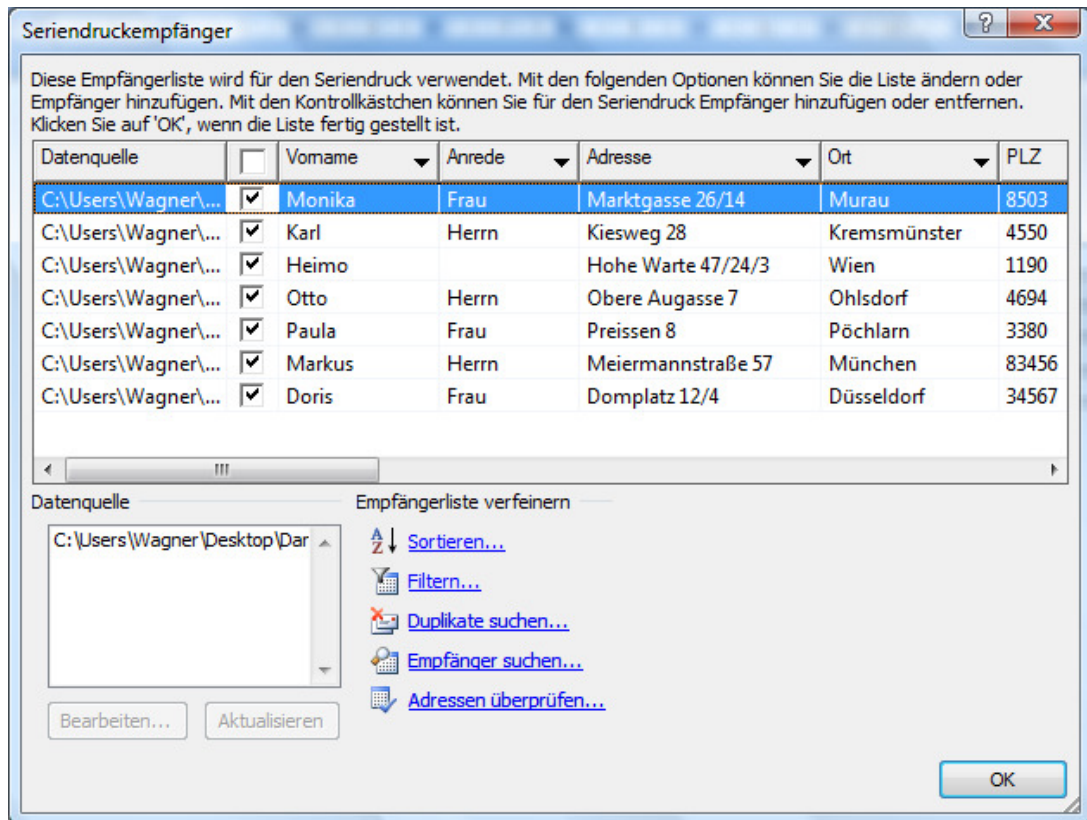 Seriendruckempfänger
Diese Empfängerliste wird für den Seriendruck verwendet. Mit den folgenden Optionen können Sie die Liste ändern oder
Empfänger hinzufügen. Mit den Kontrollkästchen können Sie für den Seriendruck Empfänger hinzufügen oder entfernen.
Klicken Sie auf 'OK', wenn die Liste fertig gestellt ist.
Datenquelle Vorname Anrede Adresse Ort PLZ
C:\Users\Wagner\... Monika Frau Marktgasse 26/14 Murau 8503
C:\Users\Wagner\... Karl Herrn Kiesweg 28 Kremsmünster 4550
C:\Users\Wagner\... Heimo Hohe Warte 47/24/3 Wien 1190
C:\Users\Wagner\... Otto Herrn Obere Augasse 7 Ohlsdorf 4694
C:\Users\Wagner\... Paula Frau Preissen 8 Pöchlarn 3380
C:\Users\Wagner\... Markus Herrn Meiermannstraße 57 München 83456
C:\Users\Wagner\... Doris Frau Domplatz 12/4 Düsseldorf 34567
Datenquelle Empfängerliste verfeinern
C:\Users\Wagner\Desktop\Dar
Sortieren...
Filtern...
Duplikate suchen...
Empfänger suchen...
Adressen überprüfen...
Bearbeiten... Aktualisieren
OK